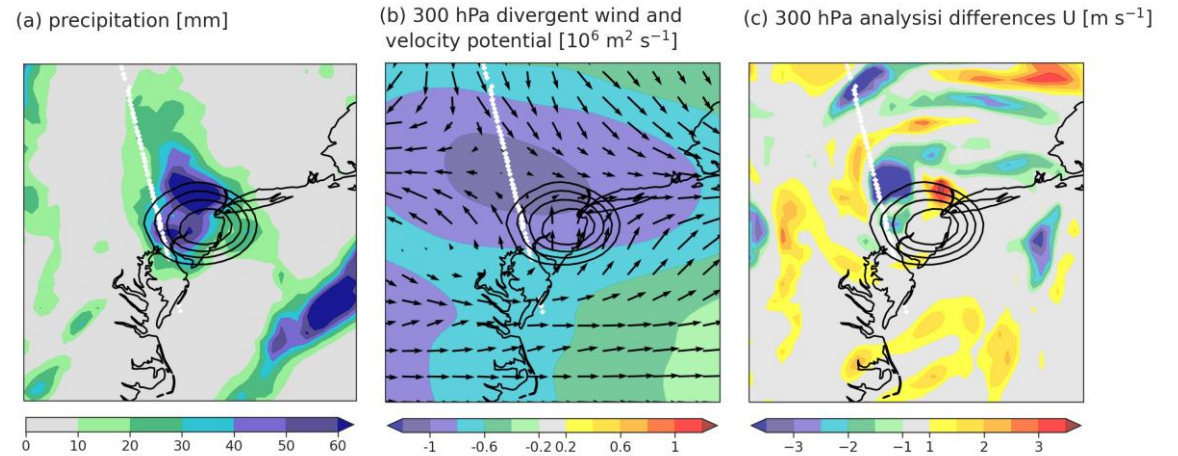 (a) precipitation [mm]
(b) 300 hPa divergent wind and
velocity potential [10⁶ m² s⁻¹]
(c) 300 hPa analysisi differences U [m s⁻¹]
0 10 20 30 40 50 60
-1 -0.6 -0.2 0.2 0.6 1
−3 −2 −1 1 2 3